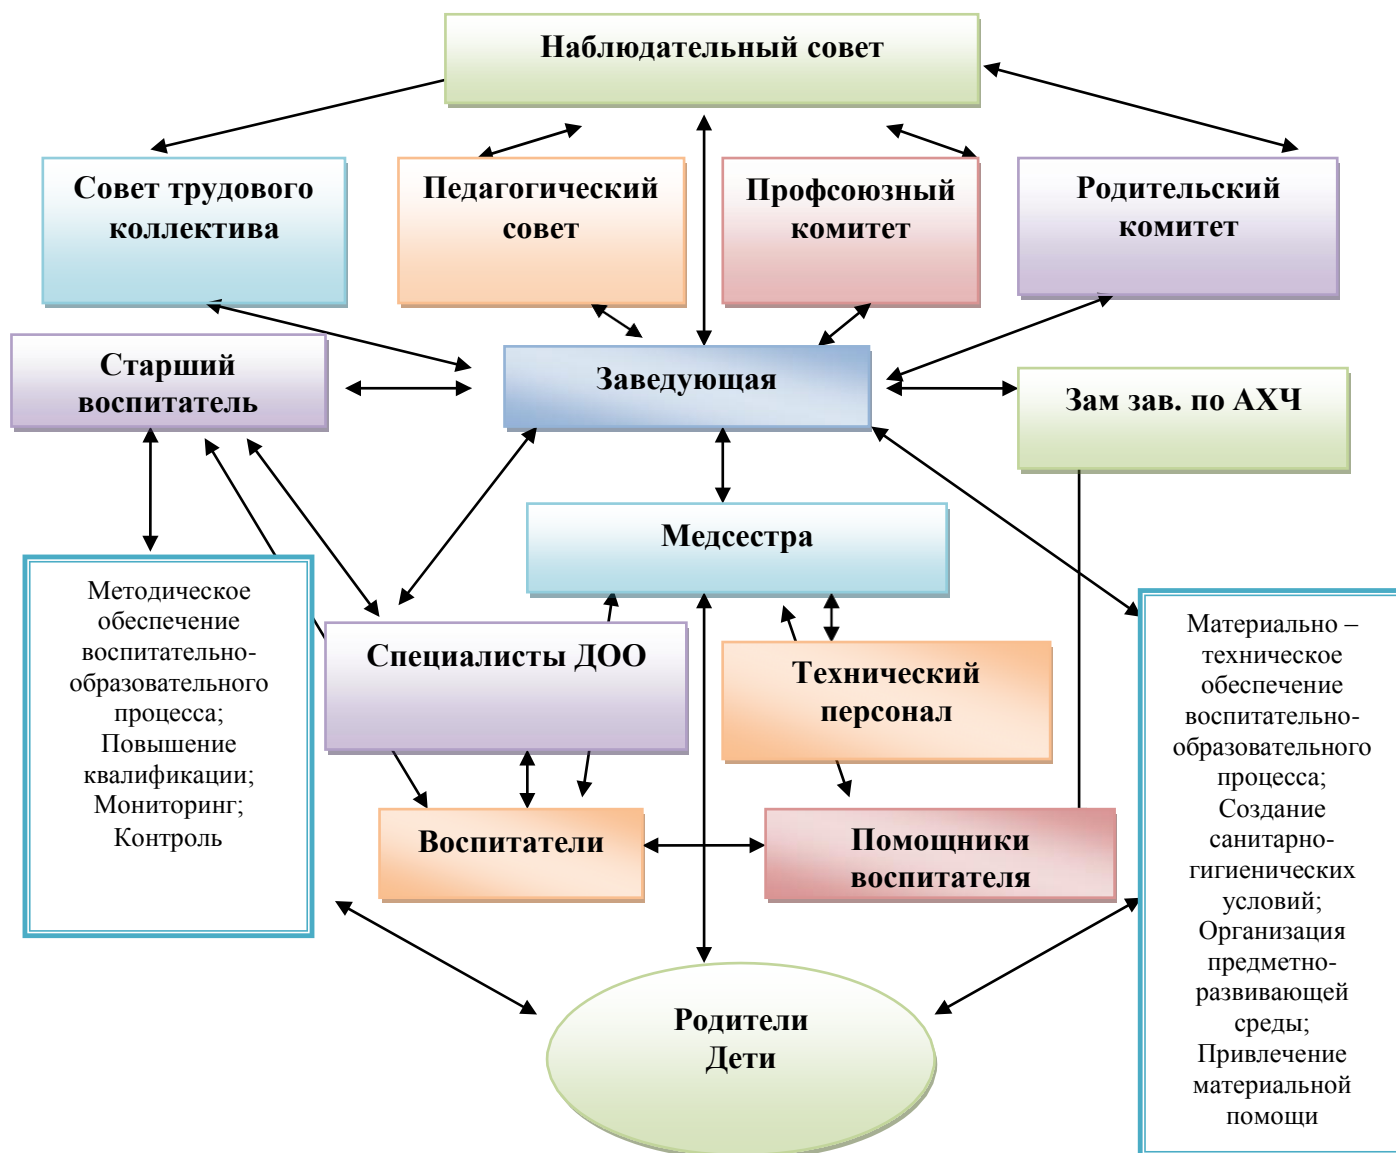 Наблюдательный совет
Совет трудового
коллектива
Педагогический
совет
Профсоюзный
комитет
Родительский
комитет
Старший
воспитатель
Заведующая
Зам зав. по АХЧ
Медсестра
Методическое
обеспечение
воспитательно-
образовательного
процесса;
Повышение
квалификации;
Мониторинг;
Контроль
Специалисты ДОО
Технический
персонал
Материально –
техническое
обеспечение
воспитательно-
образовательного
процесса;
Создание
санитарно-
гигиенических
условий;
Организация
предметно-
развивающей
среды;
Привлечение
материальной
помощи
Воспитатели
Помощники
воспитателя
Родители
Дети